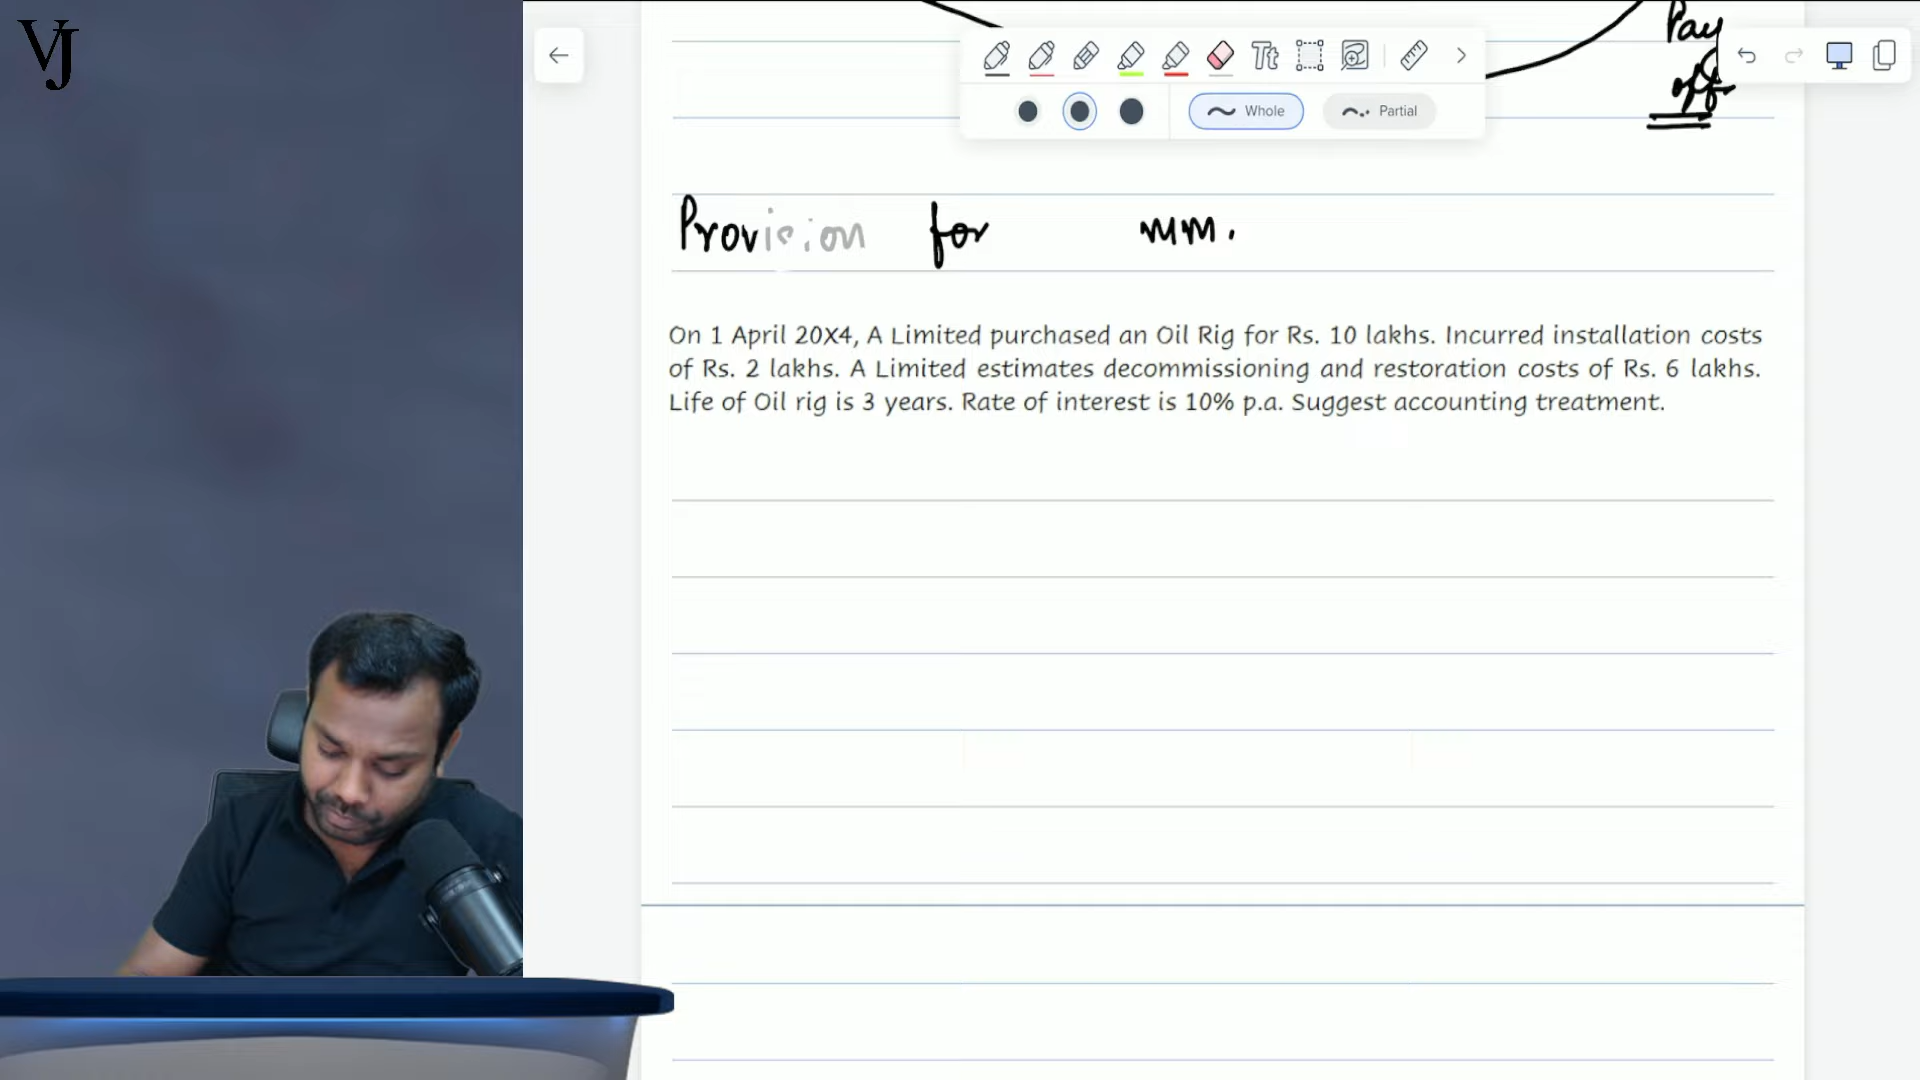 VJ
Pay
off
Whole
Partial
Provision for mm.
On 1 April 20X4, A Limited purchased an Oil Rig for Rs. 10 lakhs. Incurred installation costs
of Rs. 2 lakhs. A Limited estimates decommissioning and restoration costs of Rs. 6 lakhs.
Life of Oil rig is 3 years. Rate of interest is 10% p.a. Suggest accounting treatment.